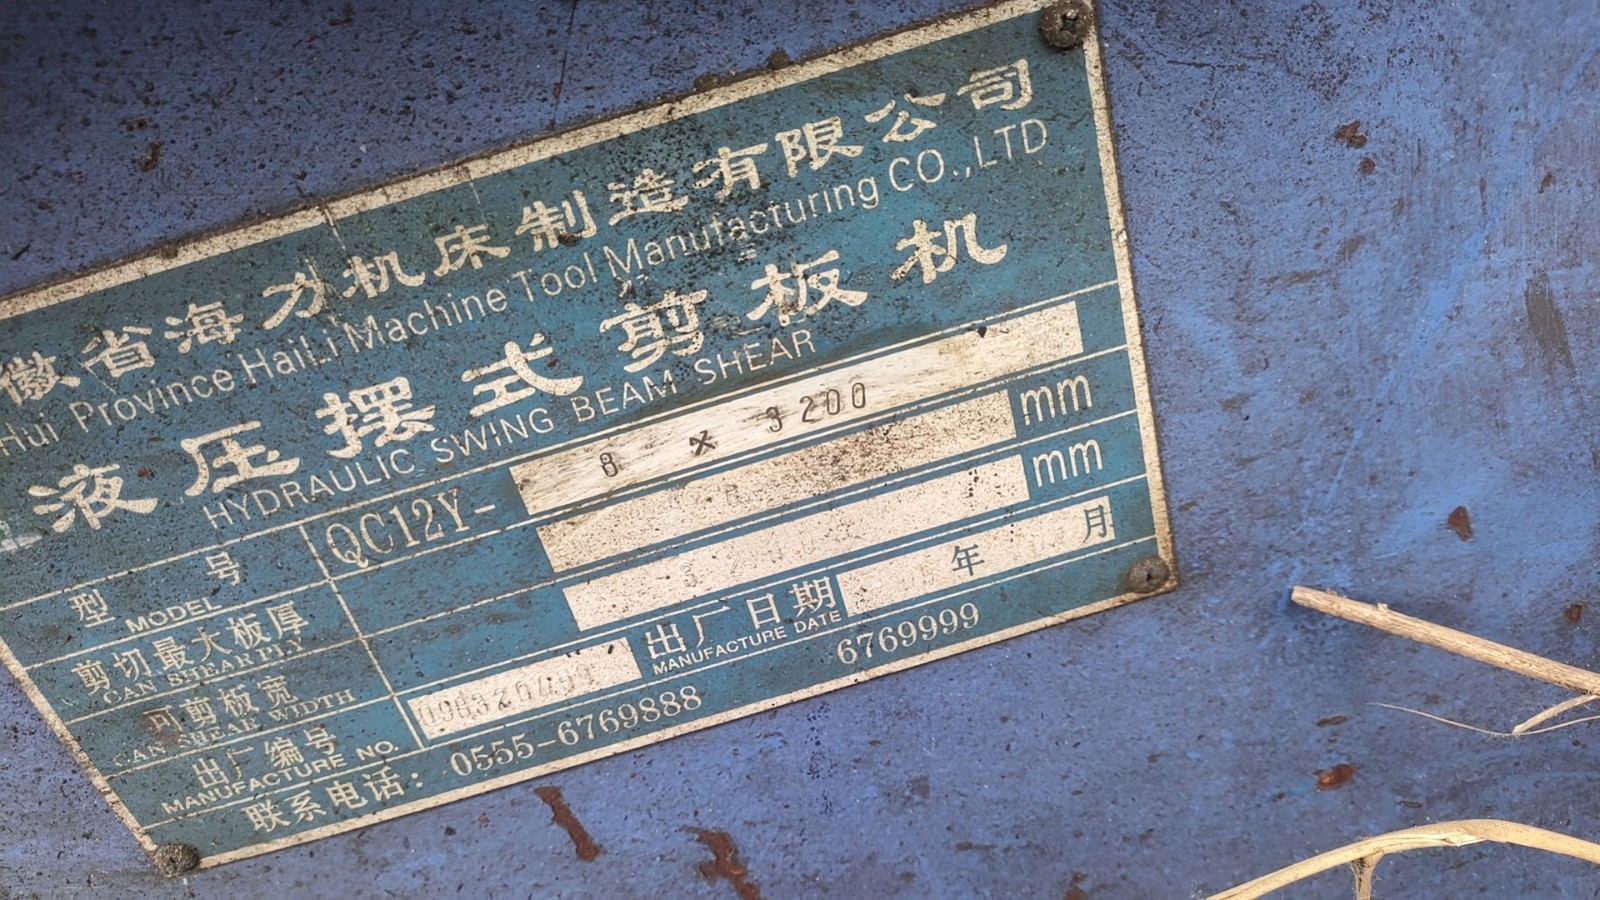 徽省海力机床制造有限公司
Hui Province HaiLi Machine Tool Manufacturing CO.,LTD
液压摆式剪板机
HYDRAULIC SWING BEAM SHEAR
型号 QC12Y- 8 × 3200
MODEL
剪切最大板厚 mm
CAN SHEAR PLY
可剪板宽 mm
CAN SHEAR WIDTH
出厂编号 出厂日期 年 月
MANUFACTURE NO. MANUFACTURE DATE
联系电话: 0555-6769888 6769999